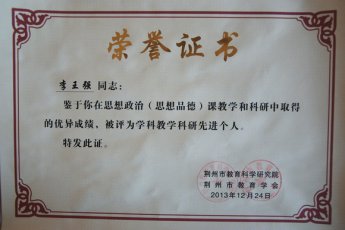 荣誉证书
李王强 同志：
鉴于你在思想政治（思想品德）课教学和科研中取得
的优异成绩，被评为学科教学科研先进个人。
特发此证。
荆州市教育科学研究院
荆州市教育学会
2013年12月24日